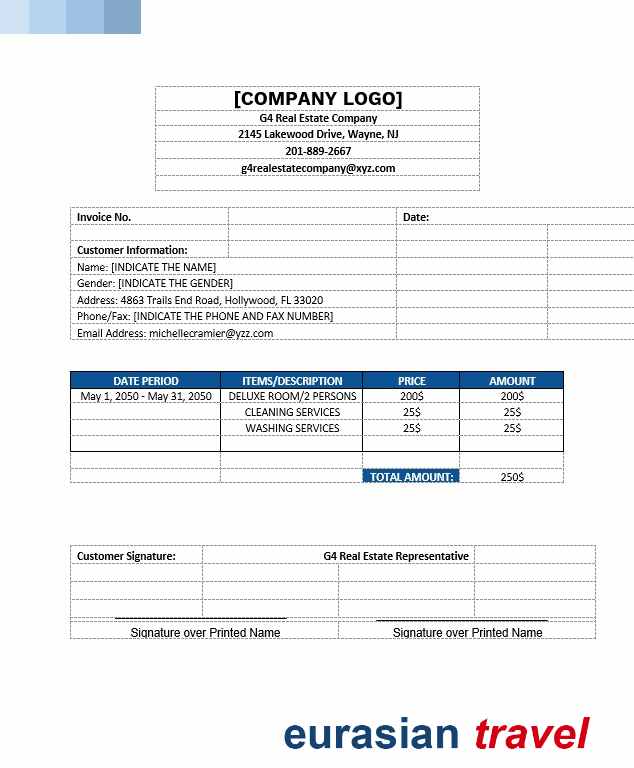 [COMPANY LOGO]
G4 Real Estate Company
2145 Lakewood Drive, Wayne, NJ
201-889-2667
g4realestatecompany@xyz.com
Invoice No. Date:
Customer Information:
Name: [INDICATE THE NAME]
Gender: [INDICATE THE GENDER]
Address: 4863 Trails End Road, Hollywood, FL 33020
Phone/Fax: [INDICATE THE PHONE AND FAX NUMBER]
Email Address: michellecramier@yzz.com
DATE PERIOD ITEMS/DESCRIPTION PRICE AMOUNT
May 1, 2050 - May 31, 2050 DELUXE ROOM/2 PERSONS 200$ 200$
CLEANING SERVICES 25$ 25$
WASHING SERVICES 25$ 25$
TOTAL AMOUNT: 250$
Customer Signature: G4 Real Estate Representative
Signature over Printed Name Signature over Printed Name
eurasian travel